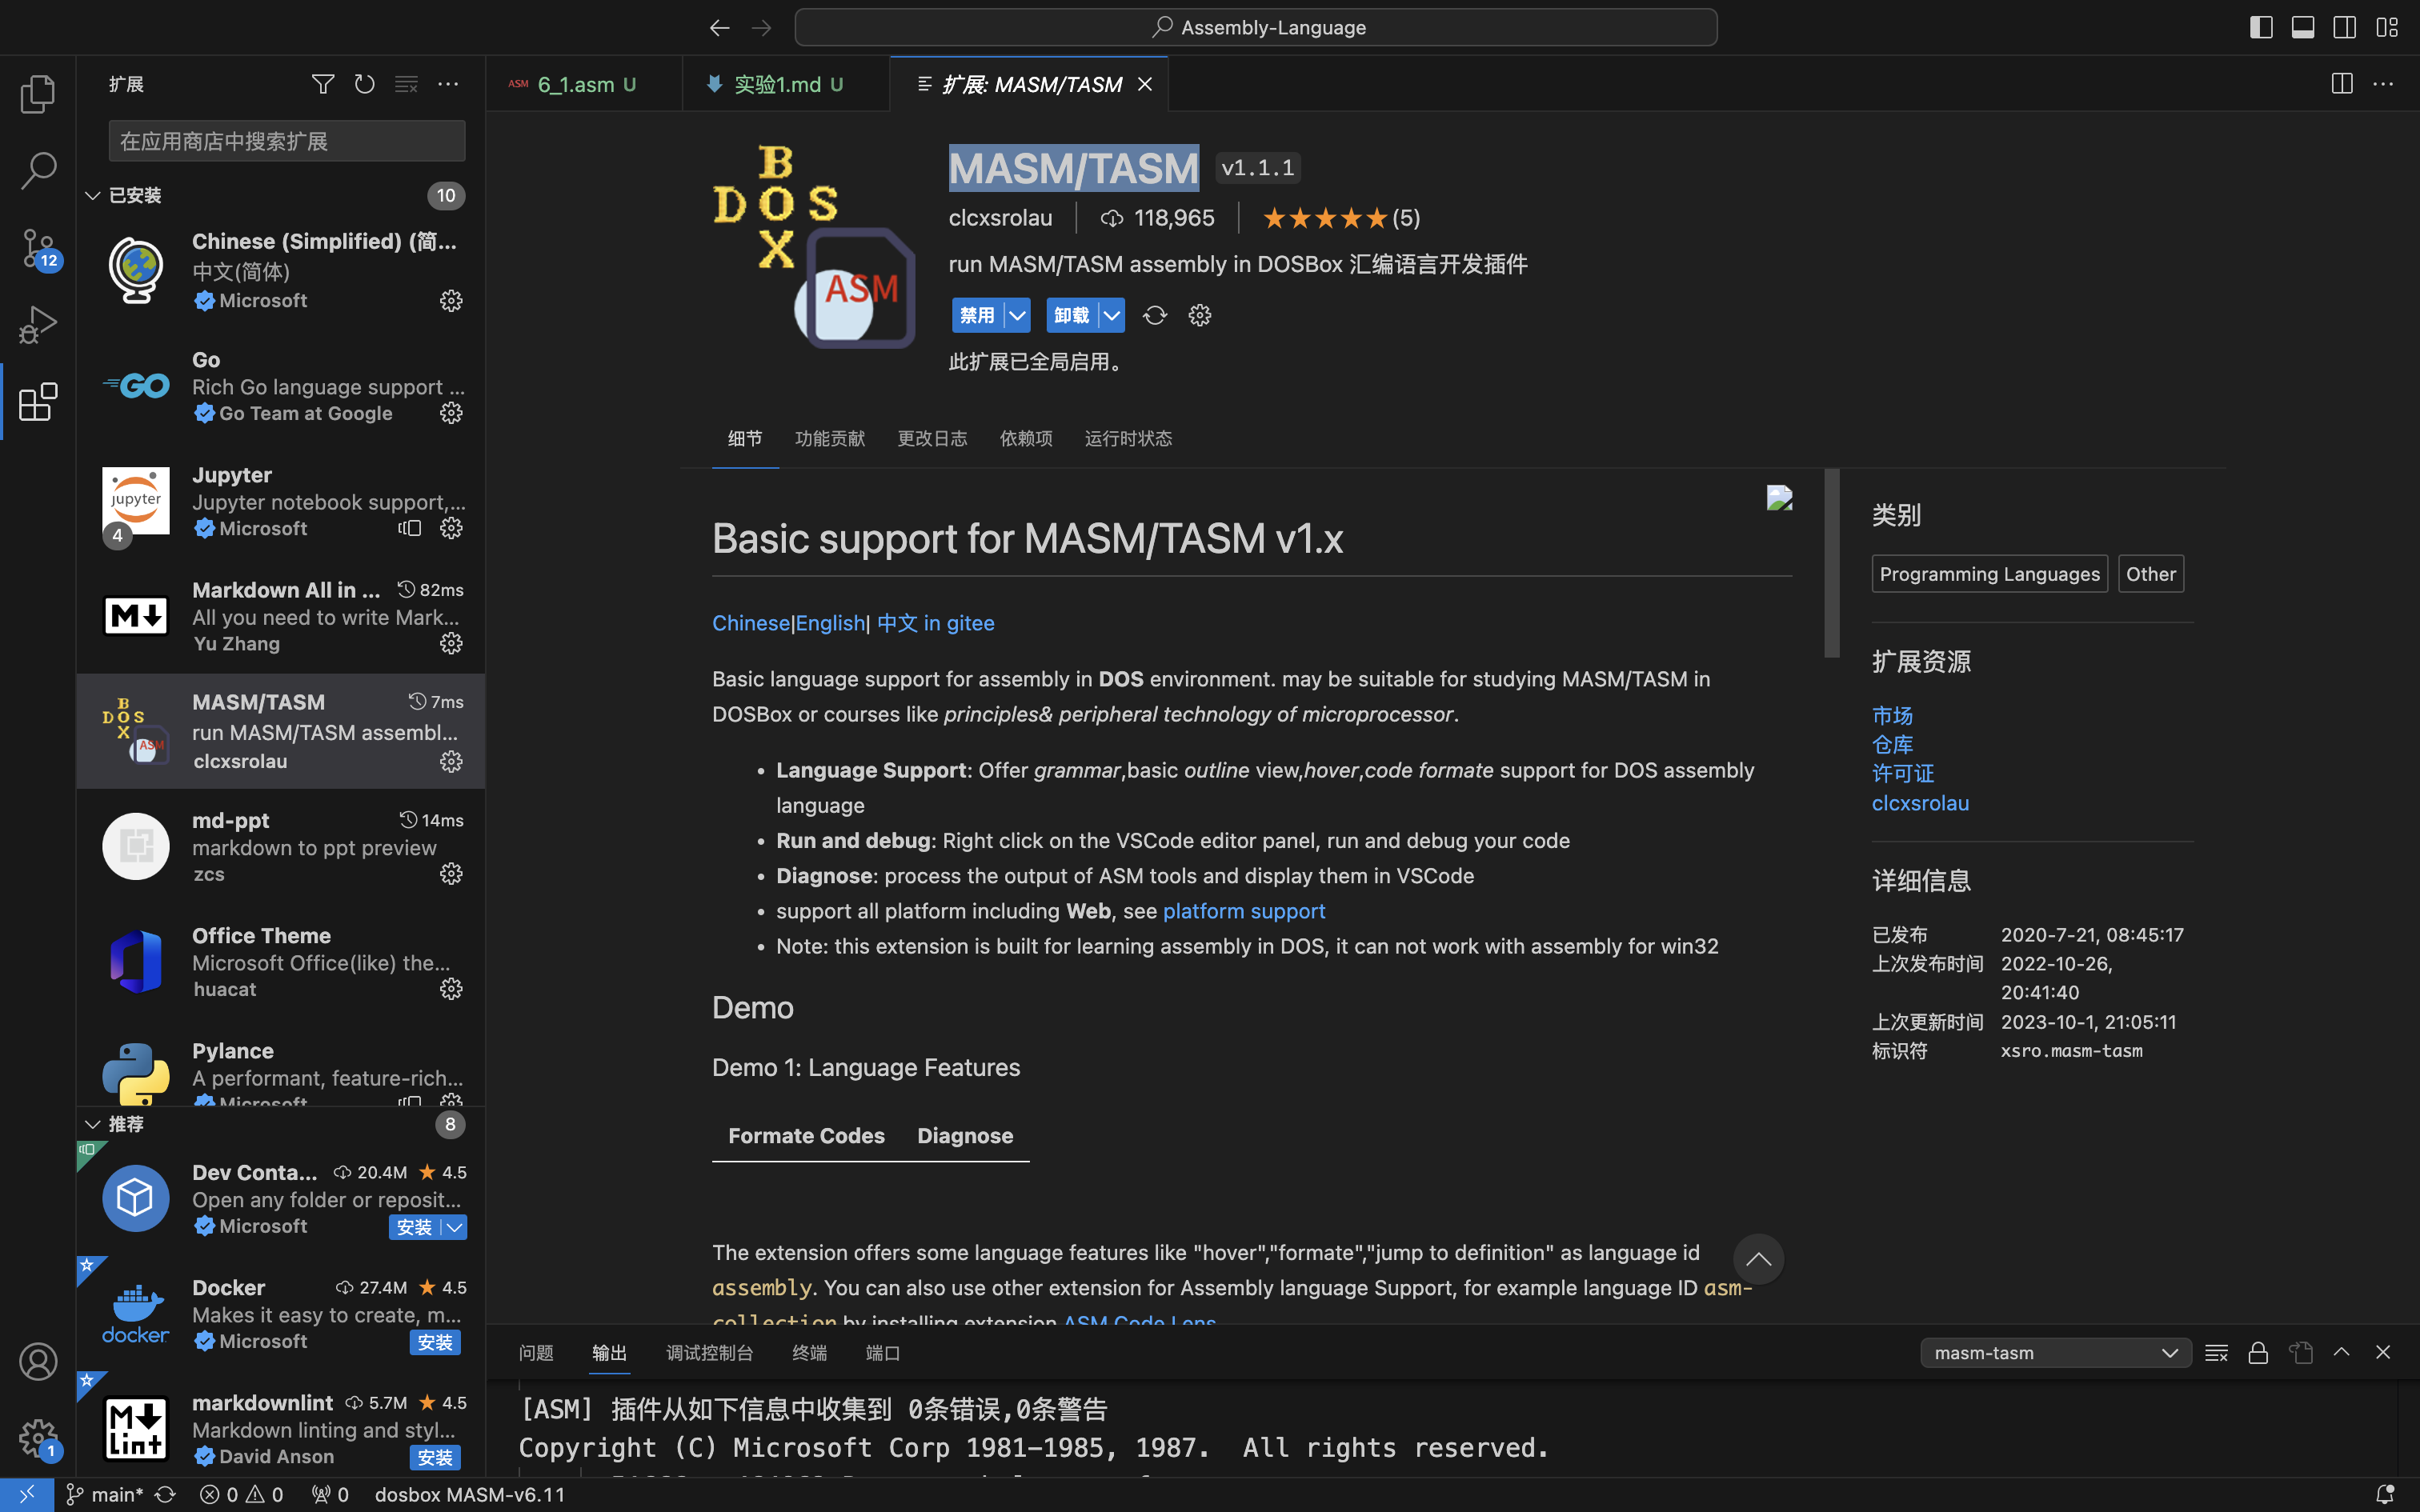 Assembly-Language
扩展
在应用商店中搜索扩展
已安装
10
12
Chinese (Simplified) (简...
中文(简体)
Microsoft
GO
Go
Rich Go language support ...
Go Team at Google
jupyter
4
Jupyter
Jupyter notebook support,...
Microsoft
M
Markdown All in ... 82ms
All you need to write Mark...
Yu Zhang
DOS BOX ASM
MASM/TASM 7ms
run MASM/TASM assembl...
clcxsrolau
md-ppt 14ms
markdown to ppt preview
zcs
Office Theme
Microsoft Office(like) the...
huacat
Pylance
A performant, feature-rich...
Microsoft
推荐
8
Dev Conta... 20.4M 4.5
Open any folder or reposit...
Microsoft 安装
docker
Docker 27.4M 4.5
Makes it easy to create, m...
Microsoft 安装
M Lint
markdownlint 5.7M 4.5
Markdown linting and styl...
David Anson 安装
1
ASM 6_1.asm U
实验1.md U
扩展: MASM/TASM
DOS BOX
ASM
MASM/TASM v1.1.1
clcxsrolau 118,965 ★★★★★(5)
run MASM/TASM assembly in DOSBox 汇编语言开发插件
禁用 卸载
此扩展已全局启用。
细节 功能贡献 更改日志 依赖项 运行时状态
Basic support for MASM/TASM v1.x
Chinese|English| 中文 in gitee
Basic language support for assembly in DOS environment. may be suitable for studying MASM/TASM in
DOSBox or courses like principles& peripheral technology of microprocessor.
• Language Support: Offer grammar,basic outline view,hover,code formate support for DOS assembly
language
• Run and debug: Right click on the VSCode editor panel, run and debug your code
• Diagnose: process the output of ASM tools and display them in VSCode
• support all platform including Web, see platform support
• Note: this extension is built for learning assembly in DOS, it can not work with assembly for win32
Demo
Demo 1: Language Features
Formate Codes Diagnose
The extension offers some language features like "hover","formate","jump to definition" as language id
assembly. You can also use other extension for Assembly language Support, for example language ID asm-
collection by installing extension ASM Code Lens
类别
Programming Languages Other
扩展资源
市场
仓库
许可证
clcxsrolau
详细信息
已发布 2020-7-21, 08:45:17
上次发布时间 2022-10-26,
20:41:40
上次更新时间 2023-10-1, 21:05:11
标识符 xsro.masm-tasm
问题 输出 调试控制台 终端 端口
masm-tasm
[ASM] 插件从如下信息中收集到 0条错误,0条警告
Copyright (C) Microsoft Corp 1981-1985, 1987. All rights reserved.
main* 0 0 0 dosbox MASM-v6.11